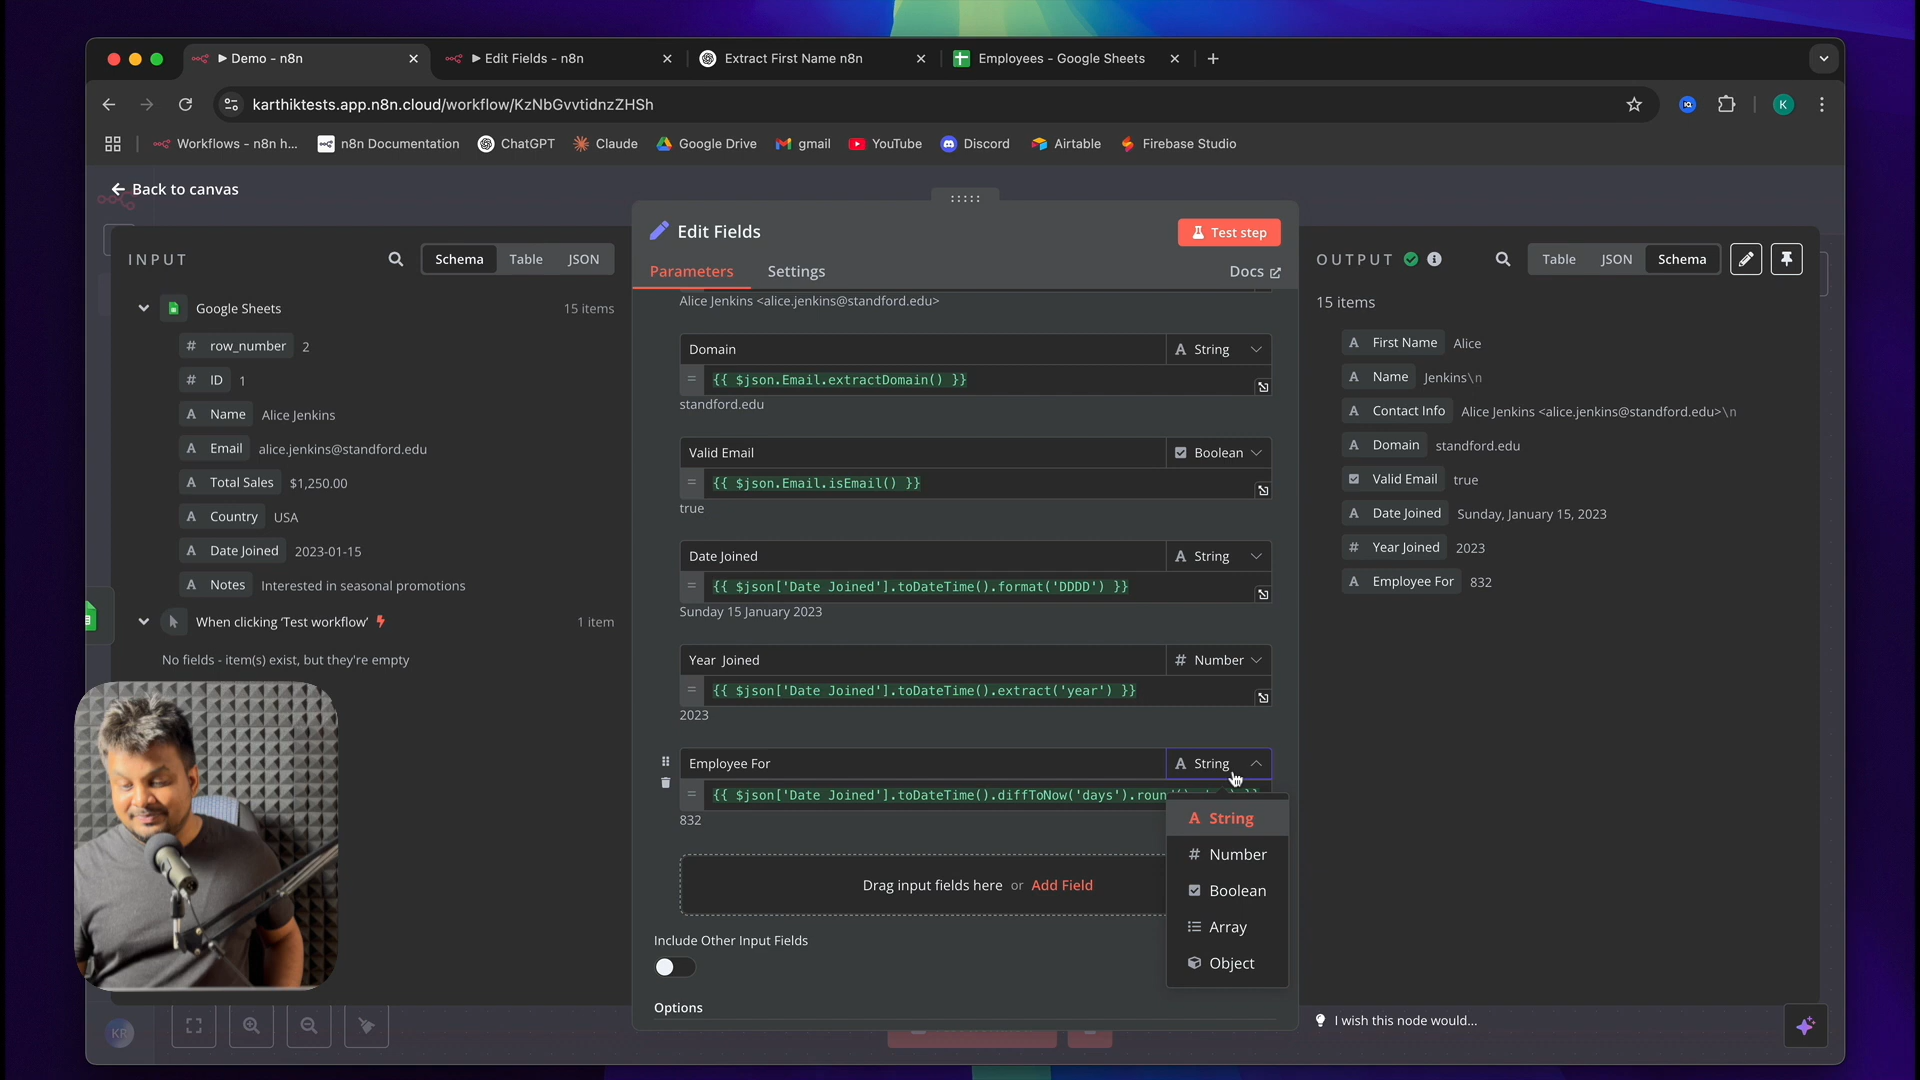 Demo - n8n
Edit Fields - n8n
Extract First Name n8n
Employees - Google Sheets
karthiktests.app.n8n.cloud/workflow/KzNbGvvtidnzZHSh
K
Workflows - n8n h...
n8n Documentation
ChatGPT
Claude
Google Drive
gmail
YouTube
Discord
Airtable
Firebase Studio
Back to canvas
INPUT
Schema
Table
JSON
Google Sheets
15 items
# row_number 2
# ID 1
A Name Alice Jenkins
A Email alice.jenkins@standford.edu
A Total Sales $1,250.00
A Country USA
A Date Joined 2023-01-15
A Notes Interested in seasonal promotions
When clicking ‘Test workflow’
1 item
No fields - item(s) exist, but they're empty
KR
Edit Fields
Test step
Parameters
Settings
Docs
Alice Jenkins <alice.jenkins@standford.edu>
Domain
A String
= {{ $json.Email.extractDomain() }}
standford.edu
Valid Email
Boolean
= {{ $json.Email.isEmail() }}
true
Date Joined
A String
= {{ $json['Date Joined'].toDateTime().format('DDDD') }}
Sunday 15 January 2023
Year Joined
# Number
= {{ $json['Date Joined'].toDateTime().extract('year') }}
2023
Employee For
A String
= {{ $json['Date Joined'].toDateTime().diffToNow('days').roun
832
A String
# Number
Boolean
Array
Object
Drag input fields here or Add Field
Include Other Input Fields
Options
OUTPUT
Table
JSON
Schema
15 items
A First Name Alice
A Name Jenkins\n
A Contact Info Alice Jenkins <alice.jenkins@standford.edu>\n
A Domain standford.edu
Valid Email true
A Date Joined Sunday, January 15, 2023
# Year Joined 2023
A Employee For 832
I wish this node would...